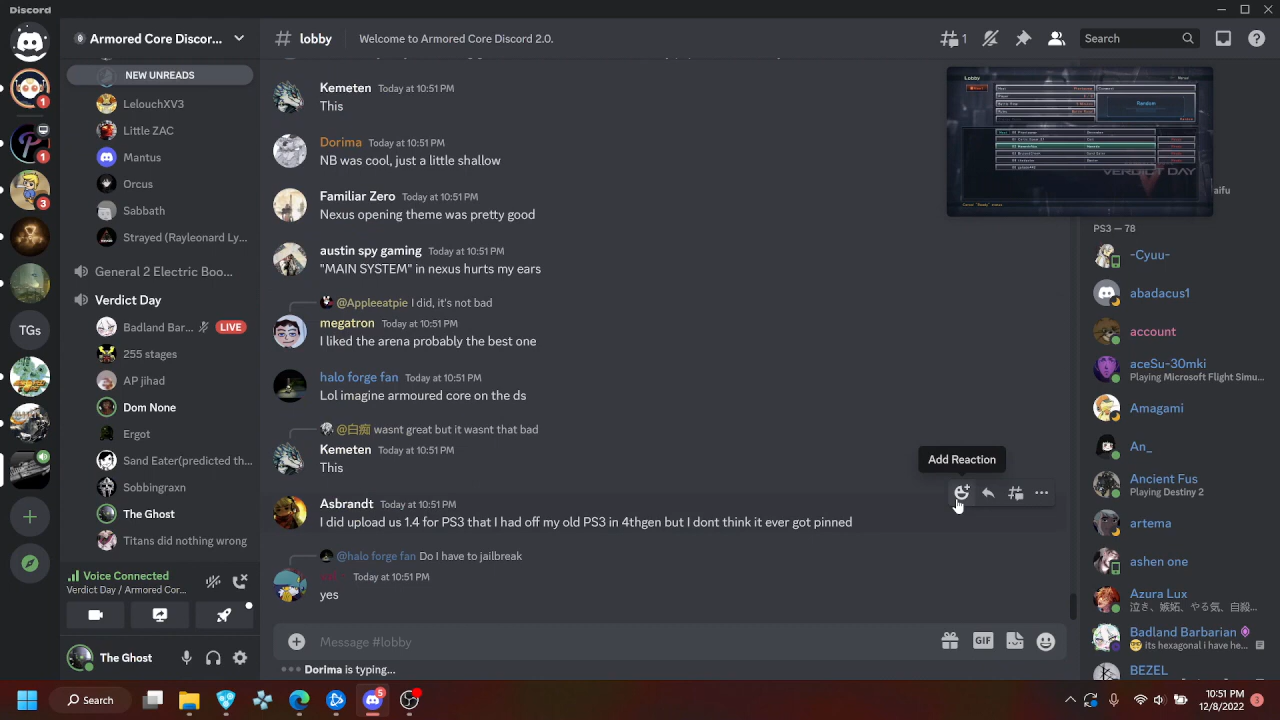 Discord
Armored Core Discor...
# lobby
Welcome to Armored Core Discord 2.0.
1
Search
NEW UNREADS
LelouchXV3
Little ZAC
Mantus
Orcus
Sabbath
Strayed (Rayleonard Ly...
General 2 Electric Boo...
Verdict Day
Badland Bar...
LIVE
255 stages
AP jihad
Dom None
Ergot
Sand Eater(predicted th...
Sobbingraxn
The Ghost
Titans did nothing wrong
Voice Connected
Verdict Day / Armored Cor...
The Ghost
1
1
3
TGs
Kemeten Today at 10:51 PM
This
Dorima Today at 10:51 PM
NB was cool, just a little shallow
Familiar Zero Today at 10:51 PM
Nexus opening theme was pretty good
austin spy gaming Today at 10:51 PM
"MAIN SYSTEM" in nexus hurts my ears
@Appleeatpie I did, it's not bad
megatron Today at 10:51 PM
I liked the arena probably the best one
halo forge fan Today at 10:51 PM
Lol imagine armoured core on the ds
@白痴 wasnt great but it wasnt that bad
Kemeten Today at 10:51 PM
This
Add Reaction
Asbrandt Today at 10:51 PM
I did upload us 1.4 for PS3 that I had off my old PS3 in 4thgen but I dont think it ever got pinned
@halo forge fan Do I have to jailbreak
Today at 10:51 PM
yes
Message #lobby
GIF
Dorima is typing...
Lobby
Random
VERDICT DAY
aifu
PS3 — 78
-Cyuu-
abadacus1
account
aceSu-30mki
Playing Microsoft Flight Simu...
Amagami
An_
Ancient Fus
Playing Destiny 2
artema
ashen one
Azura Lux
泣き、嫉妬、やる気、自殺...
Badland Barbarian
its hexagonal i have he...
BEZEL
Search
5
10:51 PM
12/8/2022
3